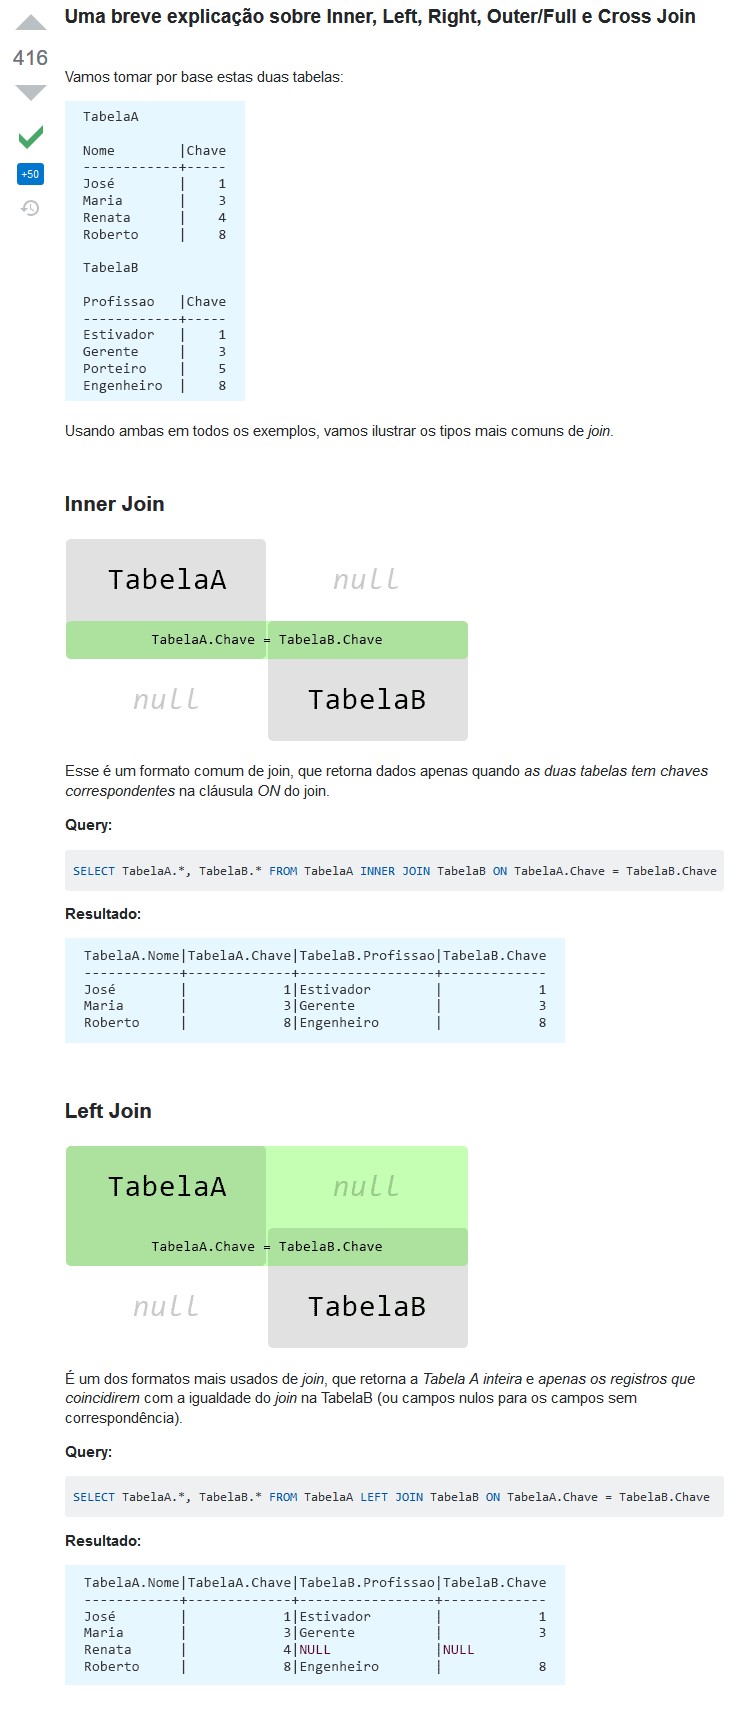 Uma breve explicação sobre Inner, Left, Right, Outer/Full e Cross Join
416
+50
Vamos tomar por base estas duas tabelas:
TabelaA
Nome        |Chave
------------+-----
José        |    1
Maria       |    3
Renata      |    4
Roberto     |    8
TabelaB
Profissao   |Chave
------------+-----
Estivador   |    1
Gerente     |    3
Porteiro    |    5
Engenheiro  |    8
Usando ambas em todos os exemplos, vamos ilustrar os tipos mais comuns de join.
Inner Join
TabelaA null
TabelaA.Chave = TabelaB.Chave
null TabelaB
Esse é um formato comum de join, que retorna dados apenas quando as duas tabelas tem chaves
correspondentes na cláusula ON do join.
Query:
SELECT TabelaA.*, TabelaB.* FROM TabelaA INNER JOIN TabelaB ON TabelaA.Chave = TabelaB.Chave
Resultado:
TabelaA.Nome|TabelaA.Chave|TabelaB.Profissao|TabelaB.Chave
------------+-------------+-----------------+-------------
José        |            1|Estivador        |            1
Maria       |            3|Gerente          |            3
Roberto     |            8|Engenheiro       |            8
Left Join
TabelaA null
TabelaA.Chave = TabelaB.Chave
null TabelaB
É um dos formatos mais usados de join, que retorna a Tabela A inteira e apenas os registros que
coincidirem com a igualdade do join na TabelaB (ou campos nulos para os campos sem
correspondência).
Query:
SELECT TabelaA.*, TabelaB.* FROM TabelaA LEFT JOIN TabelaB ON TabelaA.Chave = TabelaB.Chave
Resultado:
TabelaA.Nome|TabelaA.Chave|TabelaB.Profissao|TabelaB.Chave
------------+-------------+-----------------+-------------
José        |            1|Estivador        |            1
Maria       |            3|Gerente          |            3
Renata      |            4|NULL             |NULL
Roberto     |            8|Engenheiro       |            8